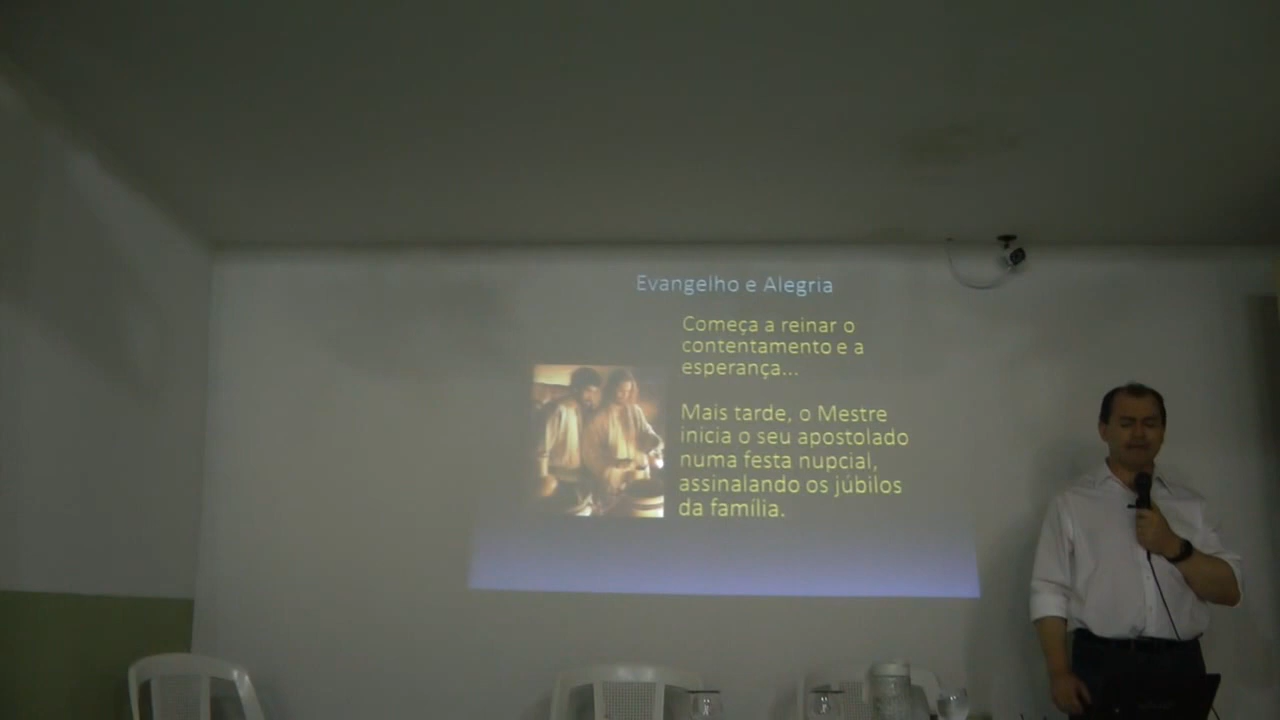 Evangelho e Alegria
Começa a reinar o
contentamento e a
esperança...
Mais tarde, o Mestre
inicia o seu apostolado
numa festa nupcial,
assinalando os júbilos
da família.